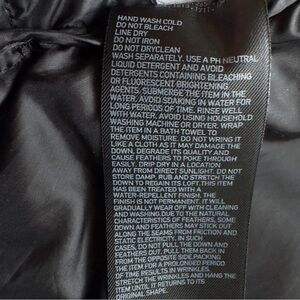 HAND WASH COLD
DO NOT BLEACH
LINE DRY
DO NOT IRON
DO NOT DRYCLEAN
WASH SEPARATELY. USE A PH NEUTRAL
LIQUID DETERGENT AND AVOID
DETERGENTS CONTAINING BLEACHING
OR FLUORESCENT BRIGHTENING
AGENTS. SUBMERGE THE ITEM IN THE
WATER. AVOID SOAKING IN WATER FOR
LONG PERIODS OF TIME. RINSE WELL
WITH WATER. AVOID USING HOUSEHOLD
WASHING MACHINE OR DRYER. WRAP
THE ITEM IN A BATH TOWEL TO
REMOVE MOISTURE. DO NOT WRING IT
LIKE A CLOTH AS IT MAY DAMAGE THE
DOWN, DEGRADE ITS QUALITY AND
CAUSE FEATHERS TO POKE THROUGH
EASILY. DRIP DRY IN A LOCATION
AWAY FROM DIRECT SUNLIGHT. DO NOT
STORE DAMP. RUB AND STRETCH THE
DOWN TO REGAIN ITS LOFT. THIS ITEM
HAS BEEN TREATED WITH A
WATER-REPELLENT FINISH. THE
FINISH IS NOT PERMANENT. IT WILL
GRADUALLY WEAR OFF WITH CLEANING
AND WASHING. DUE TO THE NATURAL
CHARACTERISTICS OF FEATHERS, SOME
DOWN AND FEATHERS MAY STICK OUT
ALONG THE SEAMS FROM FRICTION AND
STATIC ELECTRICITY. IN SUCH
CASES, DO NOT PULL THE DOWN AND
FEATHERS OUT. PULL THEM BACK IN
FROM THE OPPOSITE SIDE. PACKING
THE ITEM FOR A PROLONGED PERIOD
OF TIME RESULTS IN WRINKLES.
STRETCH THE WRINKLES AND HANG THE
ITEM UNTIL IT RETURNS TO ITS
ORIGINAL SHAPE.